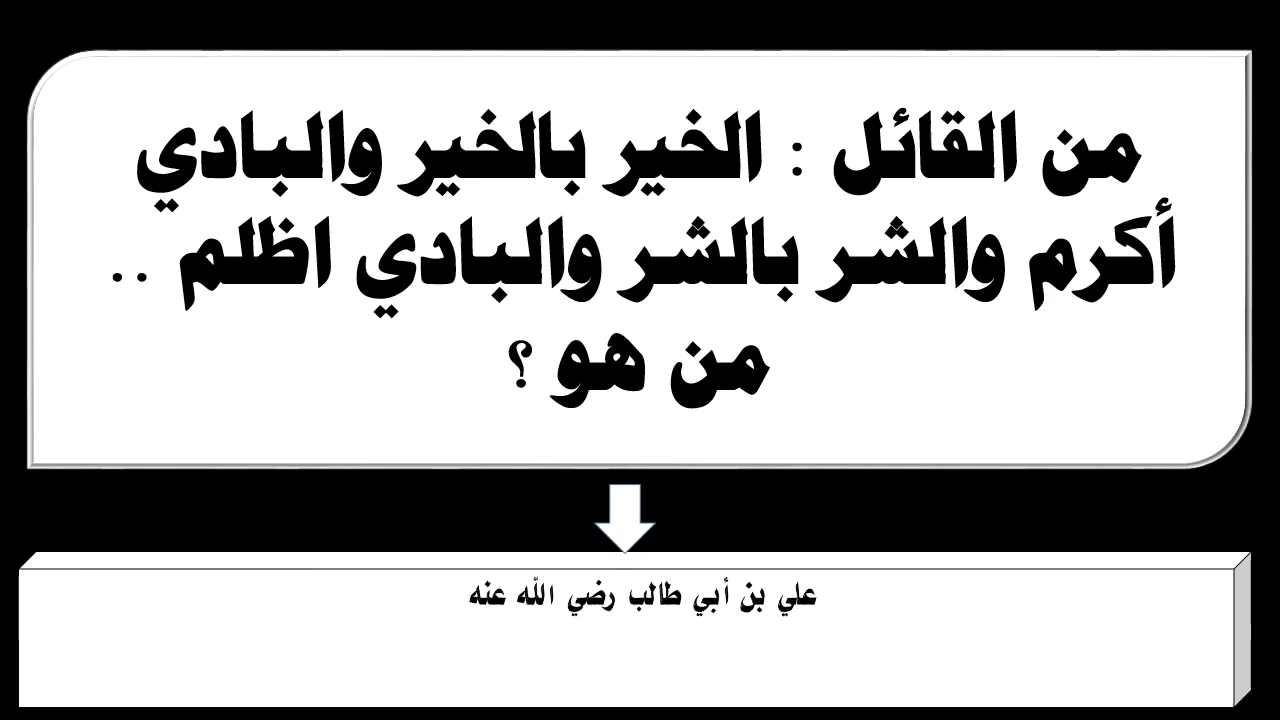 من القائل : الخير بالخير والبادي
أكرم والشر بالشر والبادي اظلم ..
من هو ؟
علي بن أبي طالب رضي الله عنه